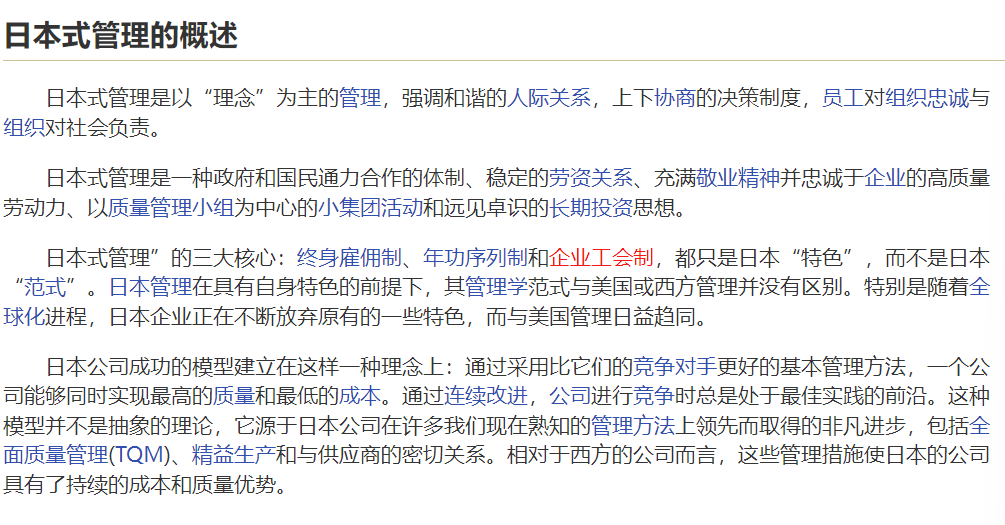 日本式管理的概述
日本式管理是以“理念”为主的管理，强调和谐的人际关系，上下协商的决策制度，员工对组织忠诚与
组织对社会负责。
日本式管理是一种政府和国民通力合作的体制、稳定的劳资关系、充满敬业精神并忠诚于企业的高质量
劳动力、以质量管理小组为中心的小集团活动和远见卓识的长期投资思想。
日本式管理”的三大核心：终身雇佣制、年功序列制和企业工会制，都只是日本“特色”，而不是日本
“范式”。日本管理在具有自身特色的前提下，其管理学范式与美国或西方管理并没有区别。特别是随着全
球化进程，日本企业正在不断放弃原有的一些特色，而与美国管理日益趋同。
日本公司成功的模型建立在这样一种理念上：通过采用比它们的竞争对手更好的基本管理方法，一个公
司能够同时实现最高的质量和最低的成本。通过连续改进，公司进行竞争时总是处于最佳实践的前沿。这种
模型并不是抽象的理论，它源于日本公司在许多我们现在熟知的管理方法上领先而取得的非凡进步，包括全
面质量管理(TQM)、精益生产和与供应商的密切关系。相对于西方的公司而言，这些管理措施使日本的公司
具有了持续的成本和质量优势。